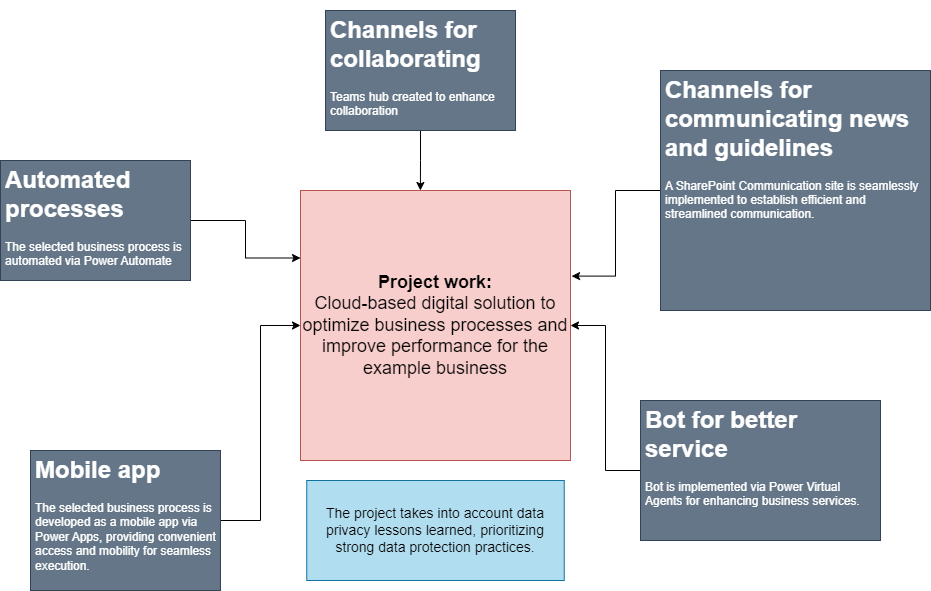 Channels for
collaborating
Teams hub created to enhance
collaboration
Channels for
communicating news
and guidelines
A SharePoint Communication site is seamlessly
implemented to establish efficient and
streamlined communication.
Automated
processes
The selected business process is
automated via Power Automate
Project work:
Cloud-based digital solution to
optimize business processes and
improve performance for the
example business
Bot for better
service
Bot is implemented via Power Virtual
Agents for enhancing business services.
Mobile app
The selected business process is
developed as a mobile app via
Power Apps, providing convenient
access and mobility for seamless
execution.
The project takes into account data
privacy lessons learned, prioritizing
strong data protection practices.